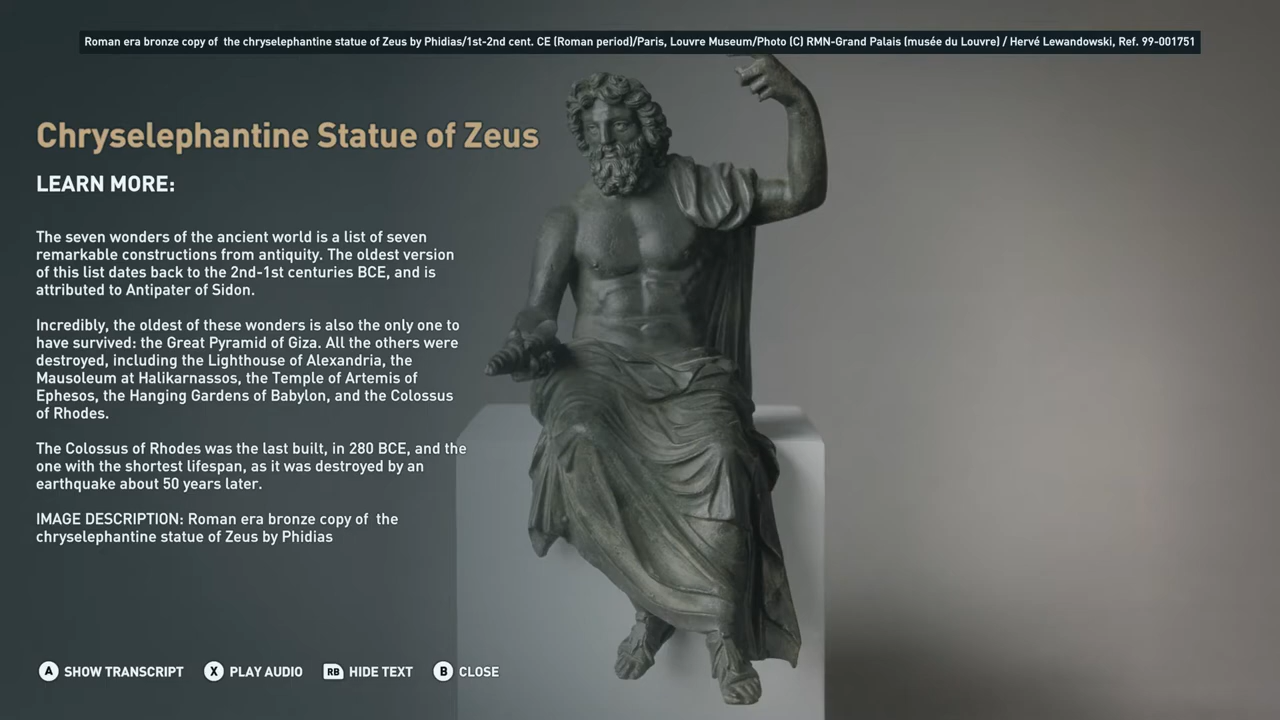 Roman era bronze copy of  the chryselephantine statue of Zeus by Phidias/1st-2nd cent. CE (Roman period)/Paris, Louvre Museum/Photo (C) RMN-Grand Palais (musée du Louvre) / Hervé Lewandowski, Ref. 99-001751
Chryselephantine Statue of Zeus
LEARN MORE:
The seven wonders of the ancient world is a list of seven
remarkable constructions from antiquity. The oldest version
of this list dates back to the 2nd-1st centuries BCE, and is
attributed to Antipater of Sidon.
Incredibly, the oldest of these wonders is also the only one to
have survived: the Great Pyramid of Giza. All the others were
destroyed, including the Lighthouse of Alexandria, the
Mausoleum at Halikarnassos, the Temple of Artemis of
Ephesos, the Hanging Gardens of Babylon, and the Colossus
of Rhodes.
The Colossus of Rhodes was the last built, in 280 BCE, and the
one with the shortest lifespan, as it was destroyed by an
earthquake about 50 years later.
IMAGE DESCRIPTION: Roman era bronze copy of  the
chryselephantine statue of Zeus by Phidias
A SHOW TRANSCRIPT X PLAY AUDIO RB HIDE TEXT B CLOSE